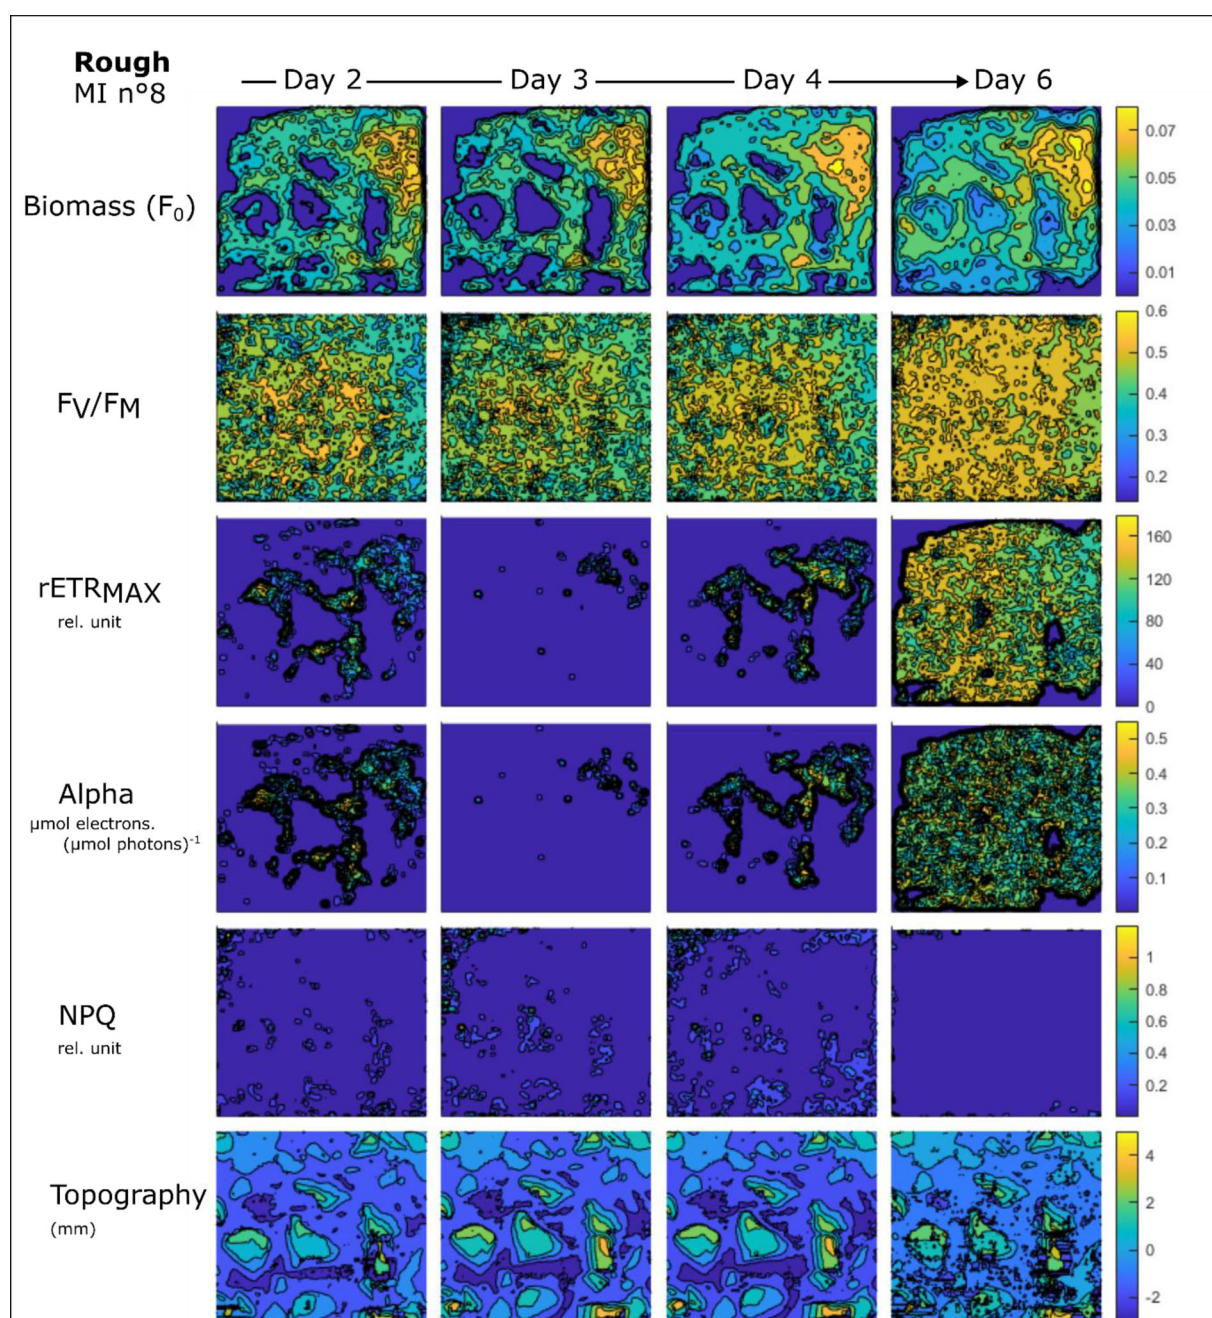 Rough
MI n°8
Day 2 Day 3 Day 4 Day 6
Biomass (F0)
0.07
0.05
0.03
0.01
FV/FM
0.6
0.5
0.4
0.3
0.2
rETRMAX
rel. unit
160
120
80
40
0
Alpha
µmol electrons.
(µmol photons)-1
0.5
0.4
0.3
0.2
0.1
NPQ
rel. unit
1
0.8
0.6
0.4
0.2
Topography
(mm)
4
2
0
-2